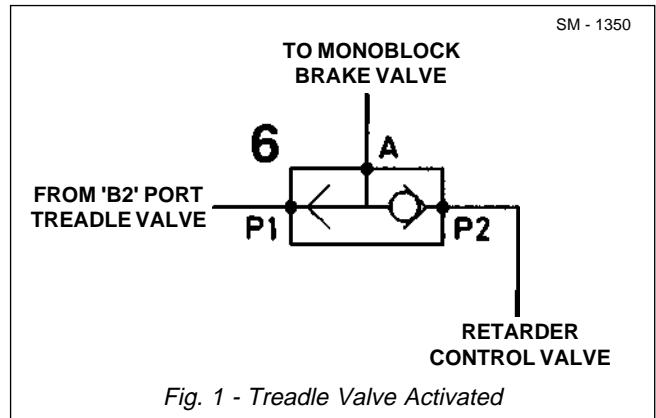 SM - 1350
TO MONOBLOCK
BRAKE VALVE
6
A
FROM 'B2' PORT
TREADLE VALVE
P1
P2
RETARDER
CONTROL VALVE
Fig. 1 - Treadle Valve Activated